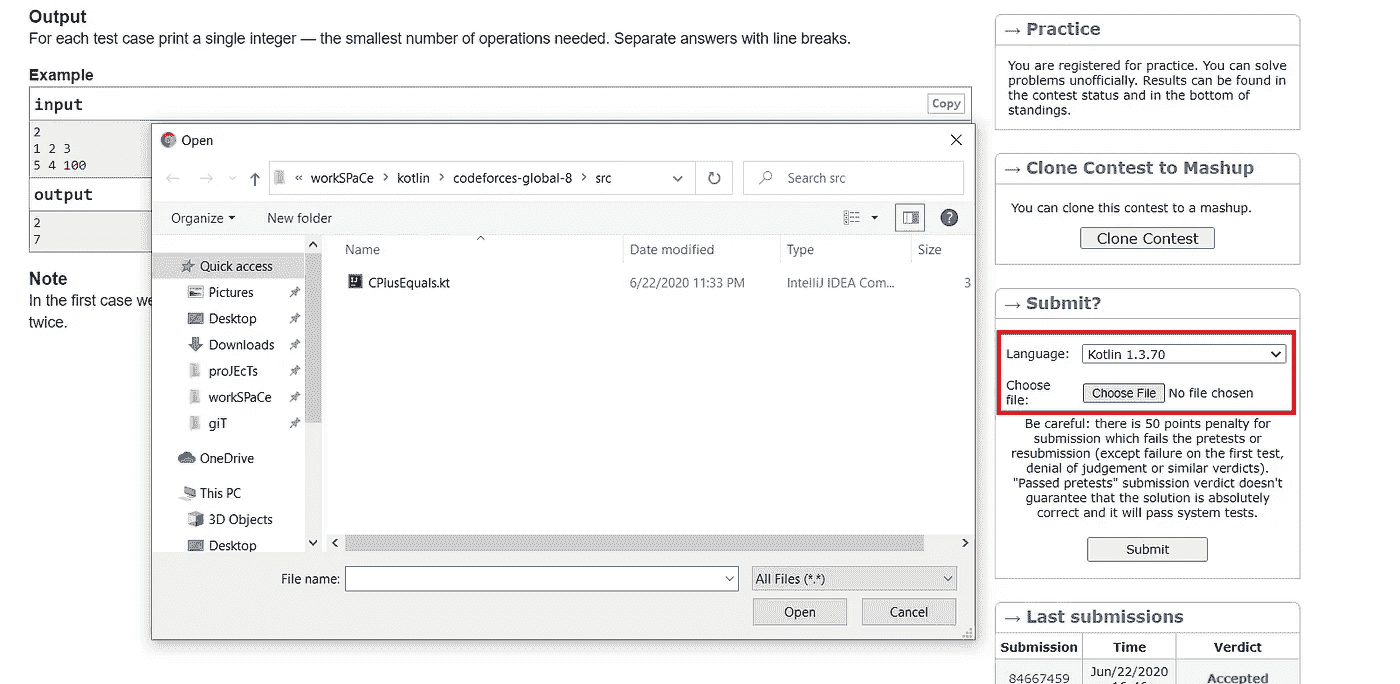 Output
For each test case print a single integer — the smallest number of operations needed. Separate answers with line breaks.
Example
input
Copy
2
1 2 3
5 4 100
output
2
7
Note
In the first case we
twice.
Open
« workSPaCe › kotlin › codeforces-global-8 › src
Search src
Organize
New folder
Name
Date modified
Type
Size
CPlusEquals.kt
6/22/2020 11:33 PM
IntelliJ IDEA Com...
3
Quick access
Pictures
Desktop
Downloads
proJEcTs
workSPaCe
giT
OneDrive
This PC
3D Objects
Desktop
File name:
All Files (*.*)
Open
Cancel
→ Practice
You are registered for practice. You can solve
problems unofficially. Results can be found in
the contest status and in the bottom of
standings.
→ Clone Contest to Mashup
You can clone this contest to a mashup.
Clone Contest
→ Submit?
Language:
Kotlin 1.3.70
Choose
file:
Choose File
No file chosen
Be careful: there is 50 points penalty for
submission which fails the pretests or
resubmission (except failure on the first test,
denial of judgement or similar verdicts).
"Passed pretests" submission verdict doesn't
guarantee that the solution is absolutely
correct and it will pass system tests.
Submit
→ Last submissions
Submission
Time
Verdict
84667459
Jun/22/2020
Accepted